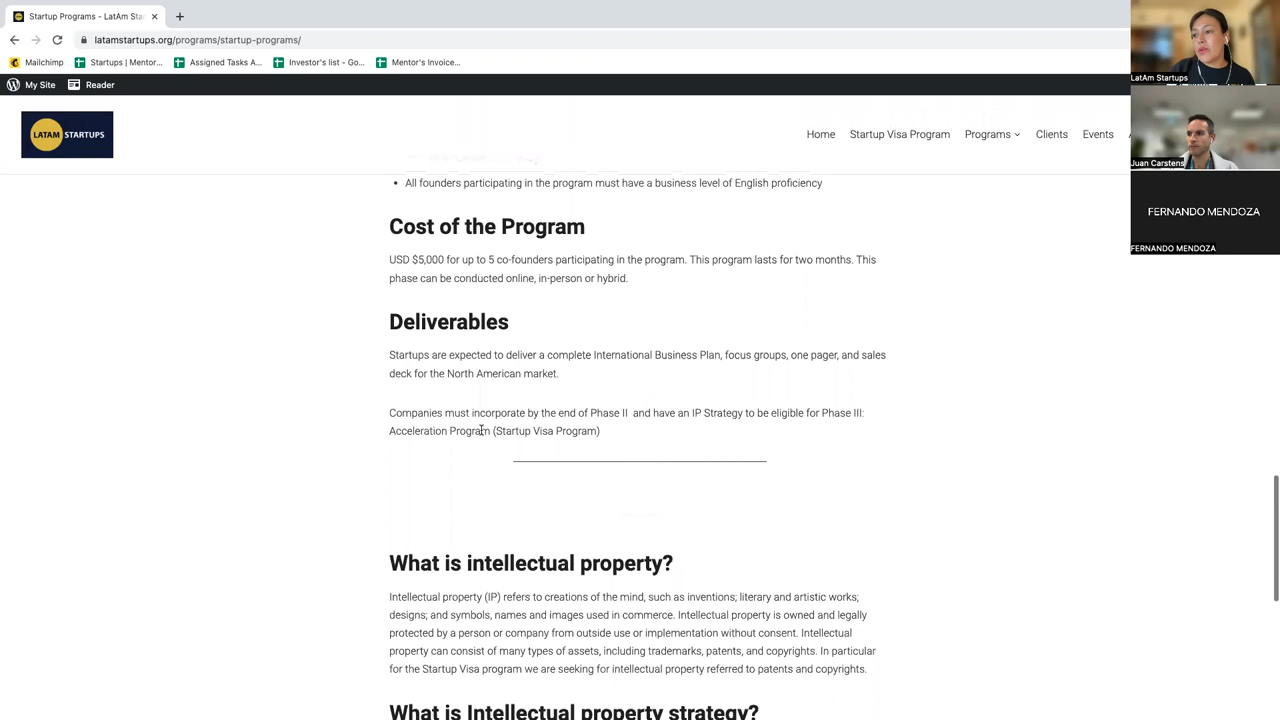 Startup Programs - LatAm Sta
latamstartups.org/programs/startup-programs/
Mailchimp
Startups | Mentor...
Assigned Tasks A...
Investor's list - Go...
Mentor's Invoice...
My Site
Reader
LATAM STARTUPS
Home
Startup Visa Program
Programs
Clients
Events
LatAm Startups
Juan Carstens
FERNANDO MENDOZA
FERNANDO MENDOZA
• All founders participating in the program must have a business level of English proficiency
Cost of the Program
USD $5,000 for up to 5 co-founders participating in the program. This program lasts for two months. This
phase can be conducted online, in-person or hybrid.
Deliverables
Startups are expected to deliver a complete International Business Plan, focus groups, one pager, and sales
deck for the North American market.
Companies must incorporate by the end of Phase II and have an IP Strategy to be eligible for Phase III:
Acceleration Program (Startup Visa Program)
What is intellectual property?
Intellectual property (IP) refers to creations of the mind, such as inventions; literary and artistic works;
designs; and symbols, names and images used in commerce. Intellectual property is owned and legally
protected by a person or company from outside use or implementation without consent. Intellectual
property can consist of many types of assets, including trademarks, patents, and copyrights. In particular
for the Startup Visa program we are seeking for intellectual property referred to patents and copyrights.
What is Intellectual property strategy?